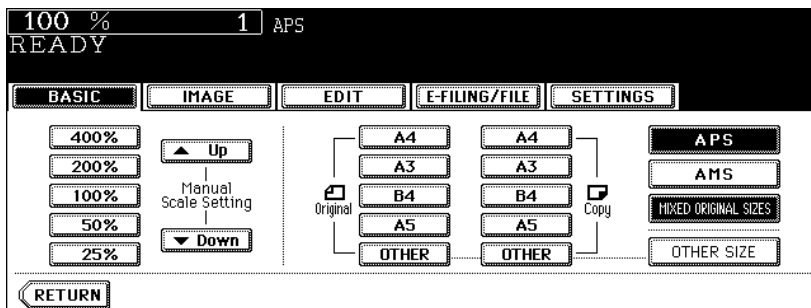 100 % 1 APS
READY
BASIC IMAGE EDIT E-FILING/FILE SETTINGS
400%
200%
100%
50%
25%
Up
Manual
Scale Setting
Down
Original
A4
A3
B4
A5
OTHER
A4
A3
B4
A5
OTHER
Copy
APS
AMS
MIXED ORIGINAL SIZES
OTHER SIZE
RETURN